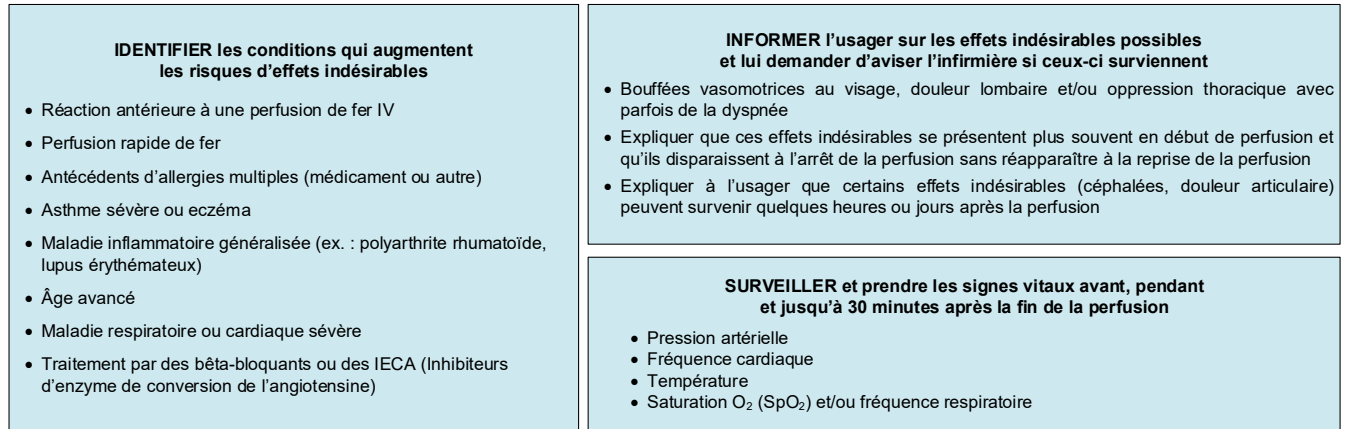 IDENTIFIER les conditions qui augmentent
les risques d'effets indésirables
• Réaction antérieure à une perfusion de fer IV
• Perfusion rapide de fer
• Antécédents d'allergies multiples (médicament ou autre)
• Asthme sévère ou eczéma
• Maladie inflammatoire généralisée (ex. : polyarthrite rhumatoïde,
lupus érythémateux)
• Âge avancé
• Maladie respiratoire ou cardiaque sévère
• Traitement par des bêta-bloquants ou des IECA (Inhibiteurs
d'enzyme de conversion de l'angiotensine)
INFORMER l'usager sur les effets indésirables possibles
et lui demander d'aviser l'infirmière si ceux-ci surviennent
• Bouffées vasomotrices au visage, douleur lombaire et/ou oppression thoracique avec
parfois de la dyspnée
• Expliquer que ces effets indésirables se présentent plus souvent en début de perfusion et
qu'ils disparaissent à l'arrêt de la perfusion sans réapparaître à la reprise de la perfusion
• Expliquer à l'usager que certains effets indésirables (céphalées, douleur articulaire)
peuvent survenir quelques heures ou jours après la perfusion
SURVEILLER et prendre les signes vitaux avant, pendant
et jusqu'à 30 minutes après la fin de la perfusion
• Pression artérielle
• Fréquence cardiaque
• Température
• Saturation O₂ (SpO₂) et/ou fréquence respiratoire